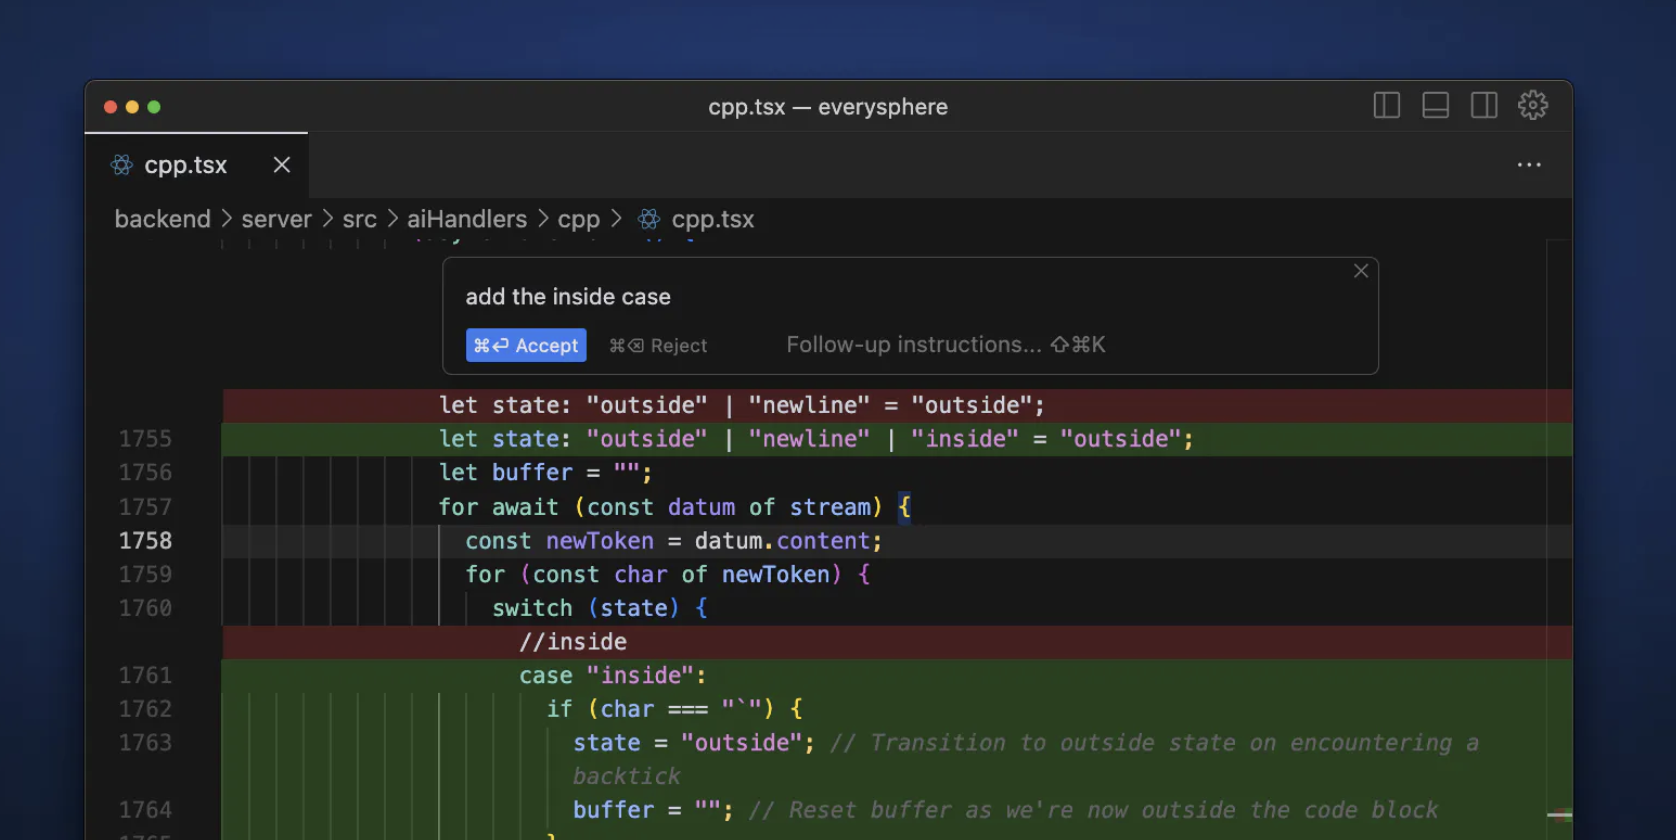 cpp.tsx — everysphere
cpp.tsx
backend > server > src > aiHandlers > cpp > cpp.tsx
add the inside case
⌘⏎ Accept ⌘⌫ Reject Follow-up instructions... ⇧⌘K
let state: "outside" | "newline" = "outside";
1755 let state: "outside" | "newline" | "inside" = "outside";
1756 let buffer = "";
1757 for await (const datum of stream) {
1758 const newToken = datum.content;
1759 for (const char of newToken) {
1760 switch (state) {
//inside
1761 case "inside":
1762 if (char === "`") {
1763 state = "outside"; // Transition to outside state on encountering a
backtick
1764 buffer = ""; // Reset buffer as we're now outside the code block